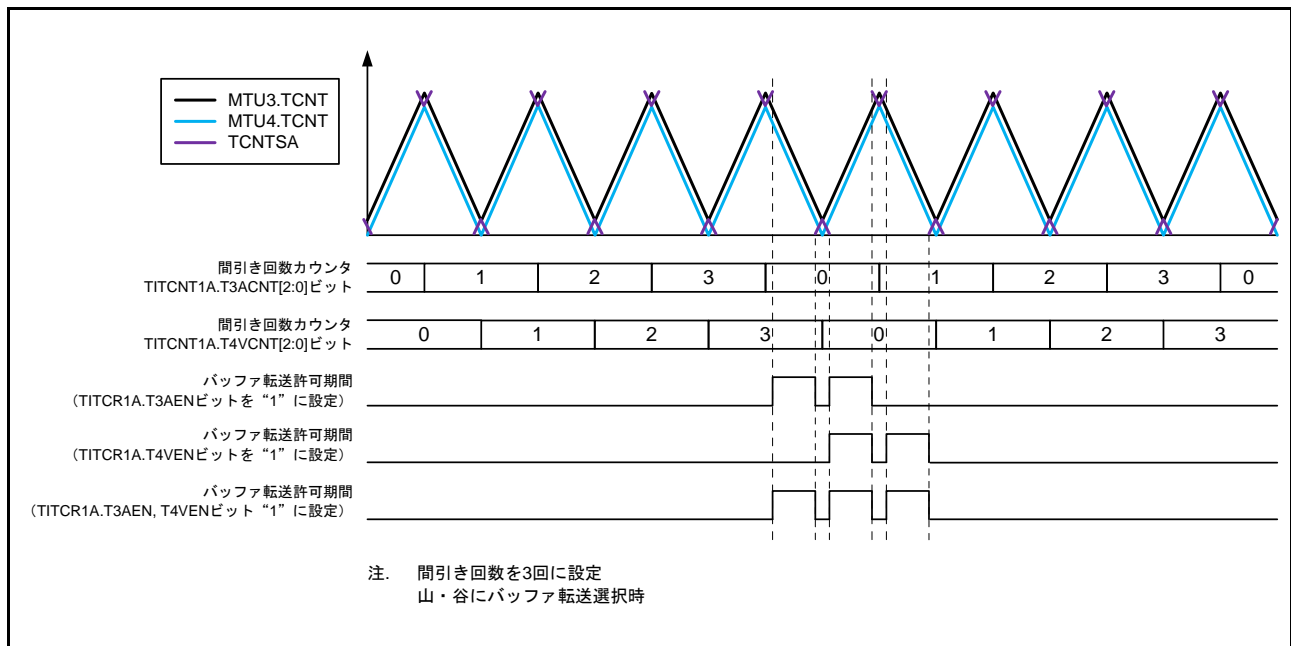 MTU3.TCNT
MTU4.TCNT
TCNTSA
間引き回数カウンタ
TITCNT1A.T3ACNT[2:0]ビット
0 1 2 3 0 1 2 3 0
間引き回数カウンタ
TITCNT1A.T4VCNT[2:0]ビット
0 1 2 3 0 1 2 3
バッファ転送許可期間
（TITCR1A.T3AENビットを“1”に設定）
バッファ転送許可期間
（TITCR1A.T4VENビットを“1”に設定）
バッファ転送許可期間
（TITCR1A.T3AEN, T4VENビット“1”に設定）
注. 間引き回数を3回に設定
山・谷にバッファ転送選択時